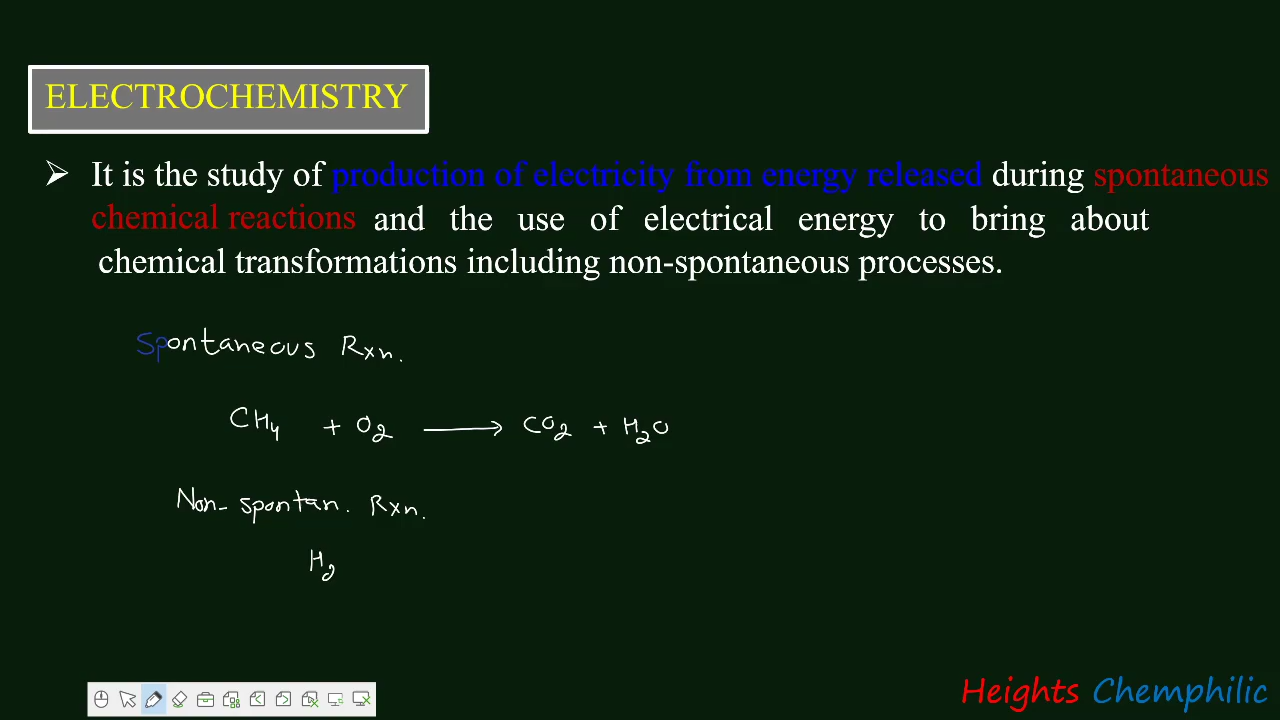 ELECTROCHEMISTRY
➢ It is the study of production of electricity from energy released during spontaneous
chemical reactions and the use of electrical energy to bring about
chemical transformations including non-spontaneous processes.
Spontaneous Rxn.
CH₄ + O₂ ⟶ CO₂ + H₂O
Non-spontan. Rxn.
H₂
Heights Chemphilic